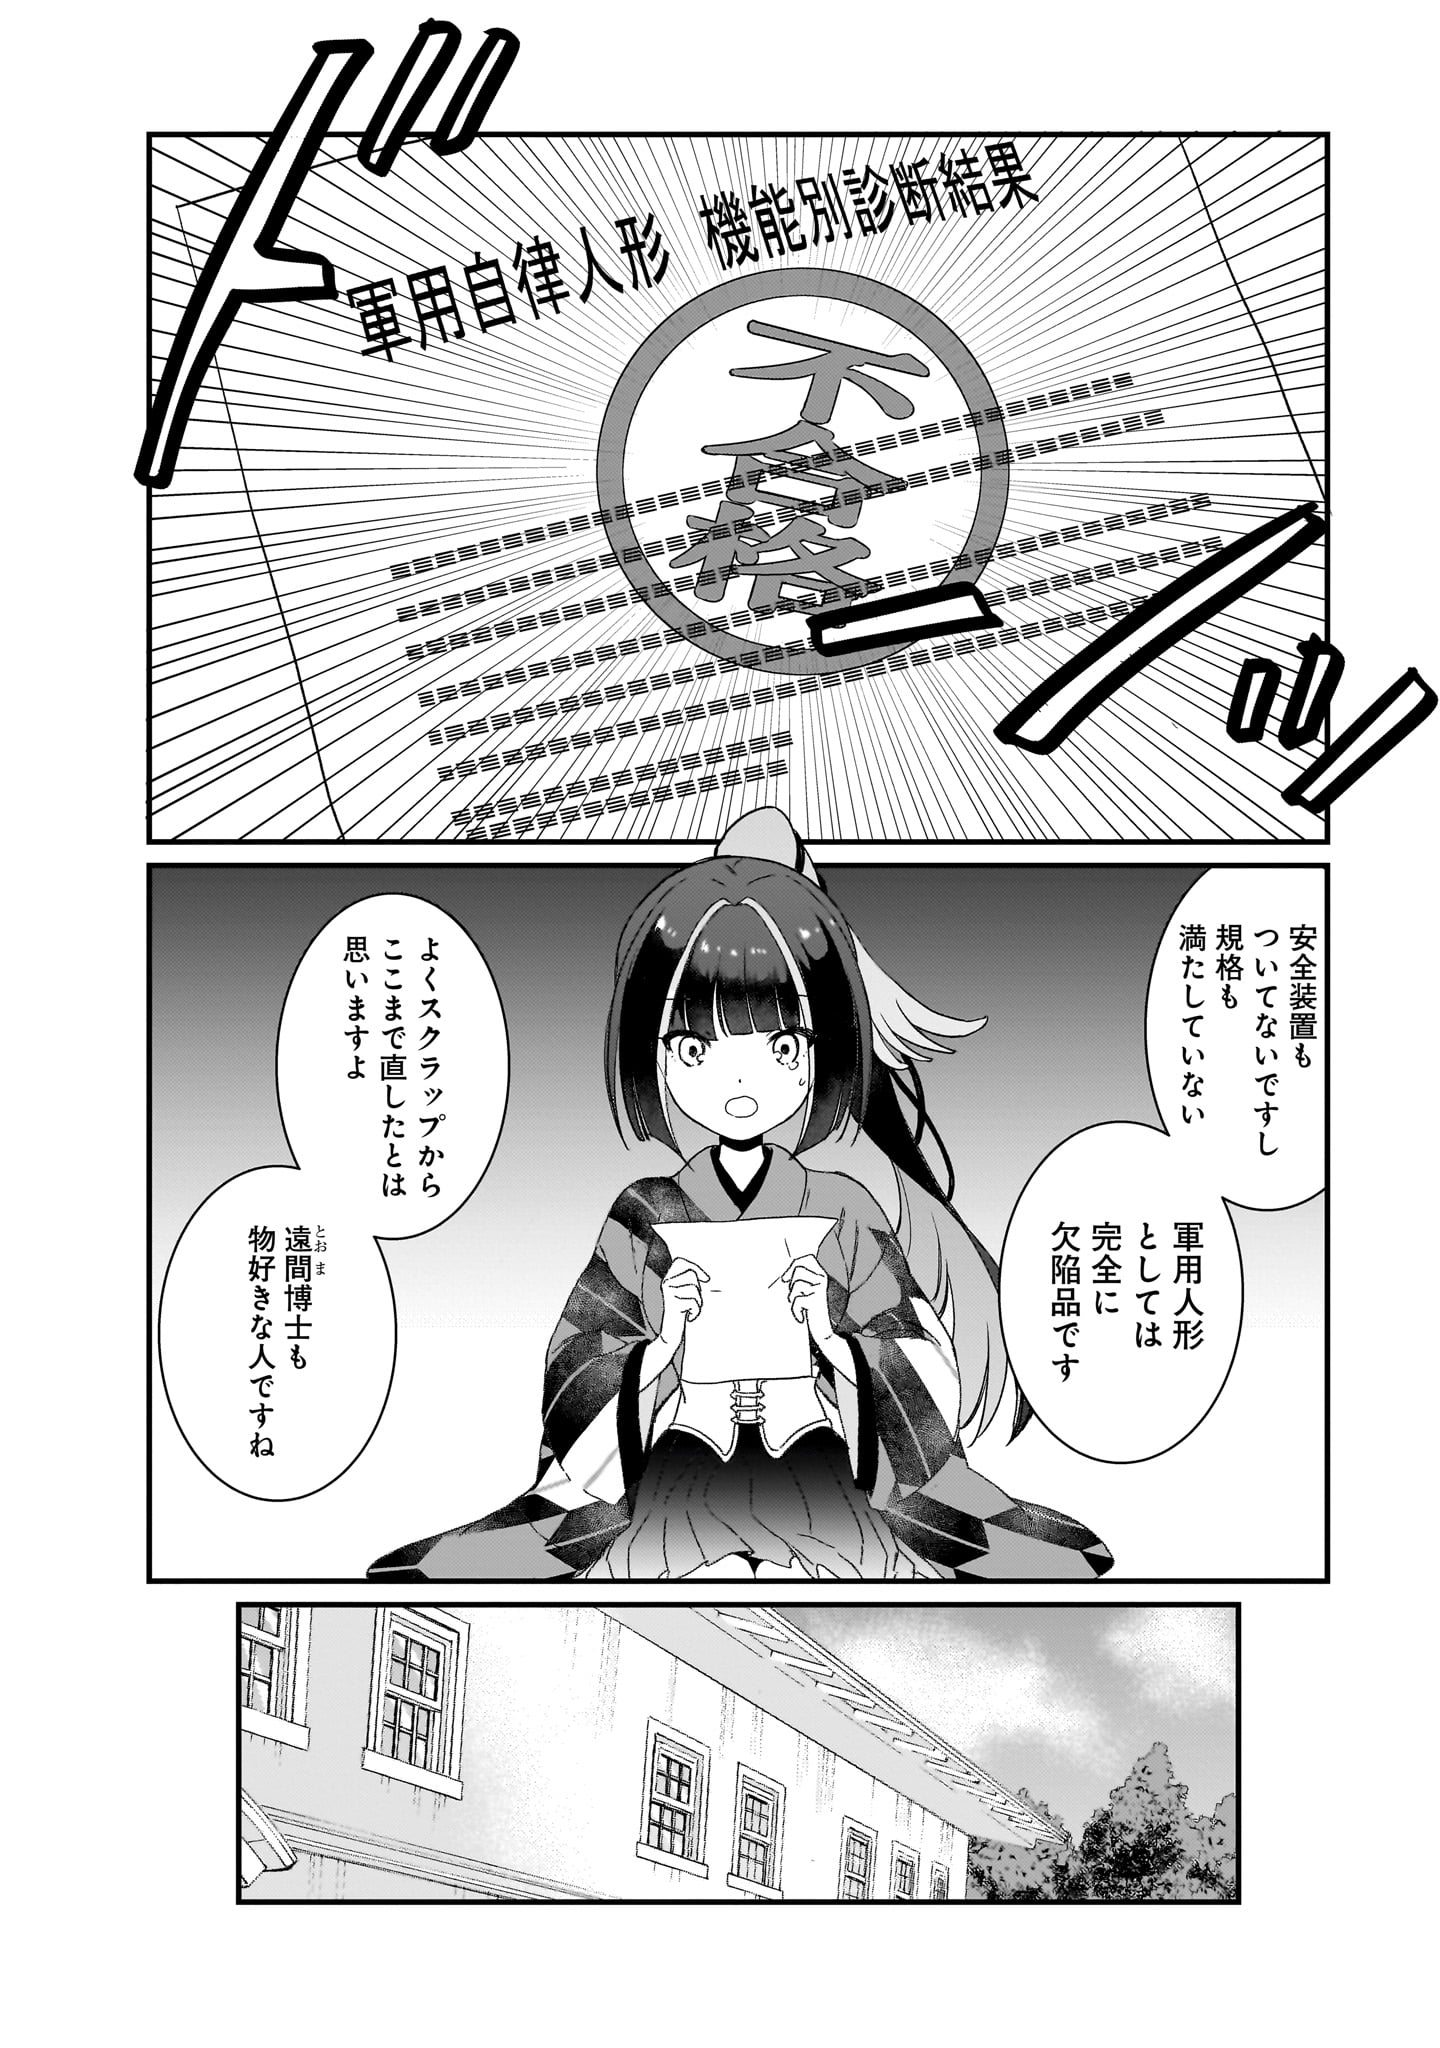 ドーン
軍用自律人形 機能別診断結果
不合格
安全装置も
ついてないですし
規格も
満たしていない
軍用人形
としては
完全に
欠陥品です
よくスクラップから
ここまで直したとは
思いますよ
遠間博士も
とおま
物好きな人ですね